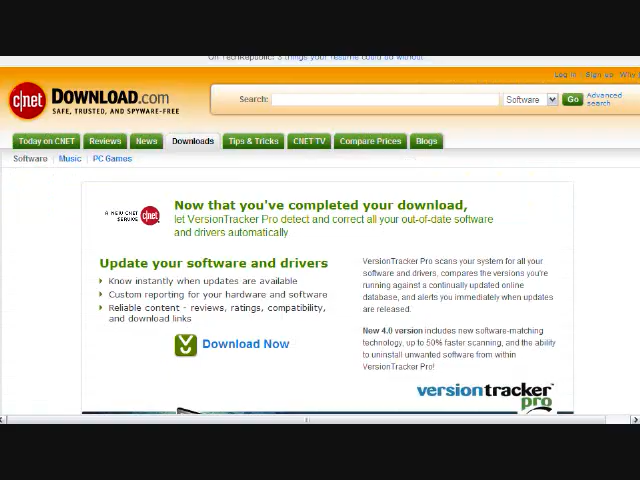 On TechRepublic: 3 things your resume could do without
Log in Sign up Why
c|net DOWNLOAD.com
SAFE, TRUSTED, AND SPYWARE-FREE
Search: Software Go Advanced search
Today on CNET Reviews News Downloads Tips & Tricks CNET TV Compare Prices Blogs
Software Music PC Games
A NEW CNET SERVICE c|net
Now that you've completed your download,
let VersionTracker Pro detect and correct all your out-of-date software
and drivers automatically
Update your software and drivers
Know instantly when updates are available
Custom reporting for your hardware and software
Reliable content - reviews, ratings, compatibility,
and download links
Download Now
VersionTracker Pro scans your system for all your
software and drivers, compares the versions you're
running against a continually updated online
database, and alerts you immediately when updates
are released.
New 4.0 version includes new software-matching
technology, up to 50% faster scanning, and the ability
to uninstall unwanted software from within
VersionTracker Pro!
versiontracker
pro